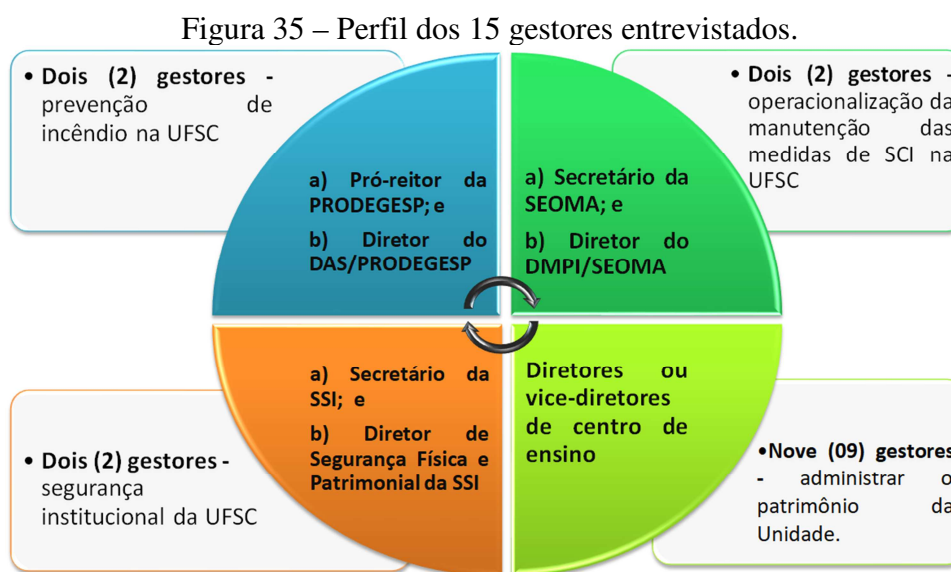 Figura 35 – Perfil dos 15 gestores entrevistados.
• Dois (2) gestores -
prevenção de
incêndio na UFSC
a) Pró-reitor da
PRODEGESP; e
b) Diretor do
DAS/PRODEGESP
a) Secretário da
SEOMA; e
b) Diretor do
DMPI/SEOMA
• Dois (2) gestores -
operacionalização da
manutenção das
medidas de SCI na
UFSC
• Dois (2) gestores -
segurança
institucional da UFSC
a) Secretário da
SSI; e
b) Diretor de
Segurança Física e
Patrimonial da SSI
Diretores ou
vice-diretores
de centro de
ensino
•Nove (09) gestores
- administrar o
patrimônio da
Unidade.